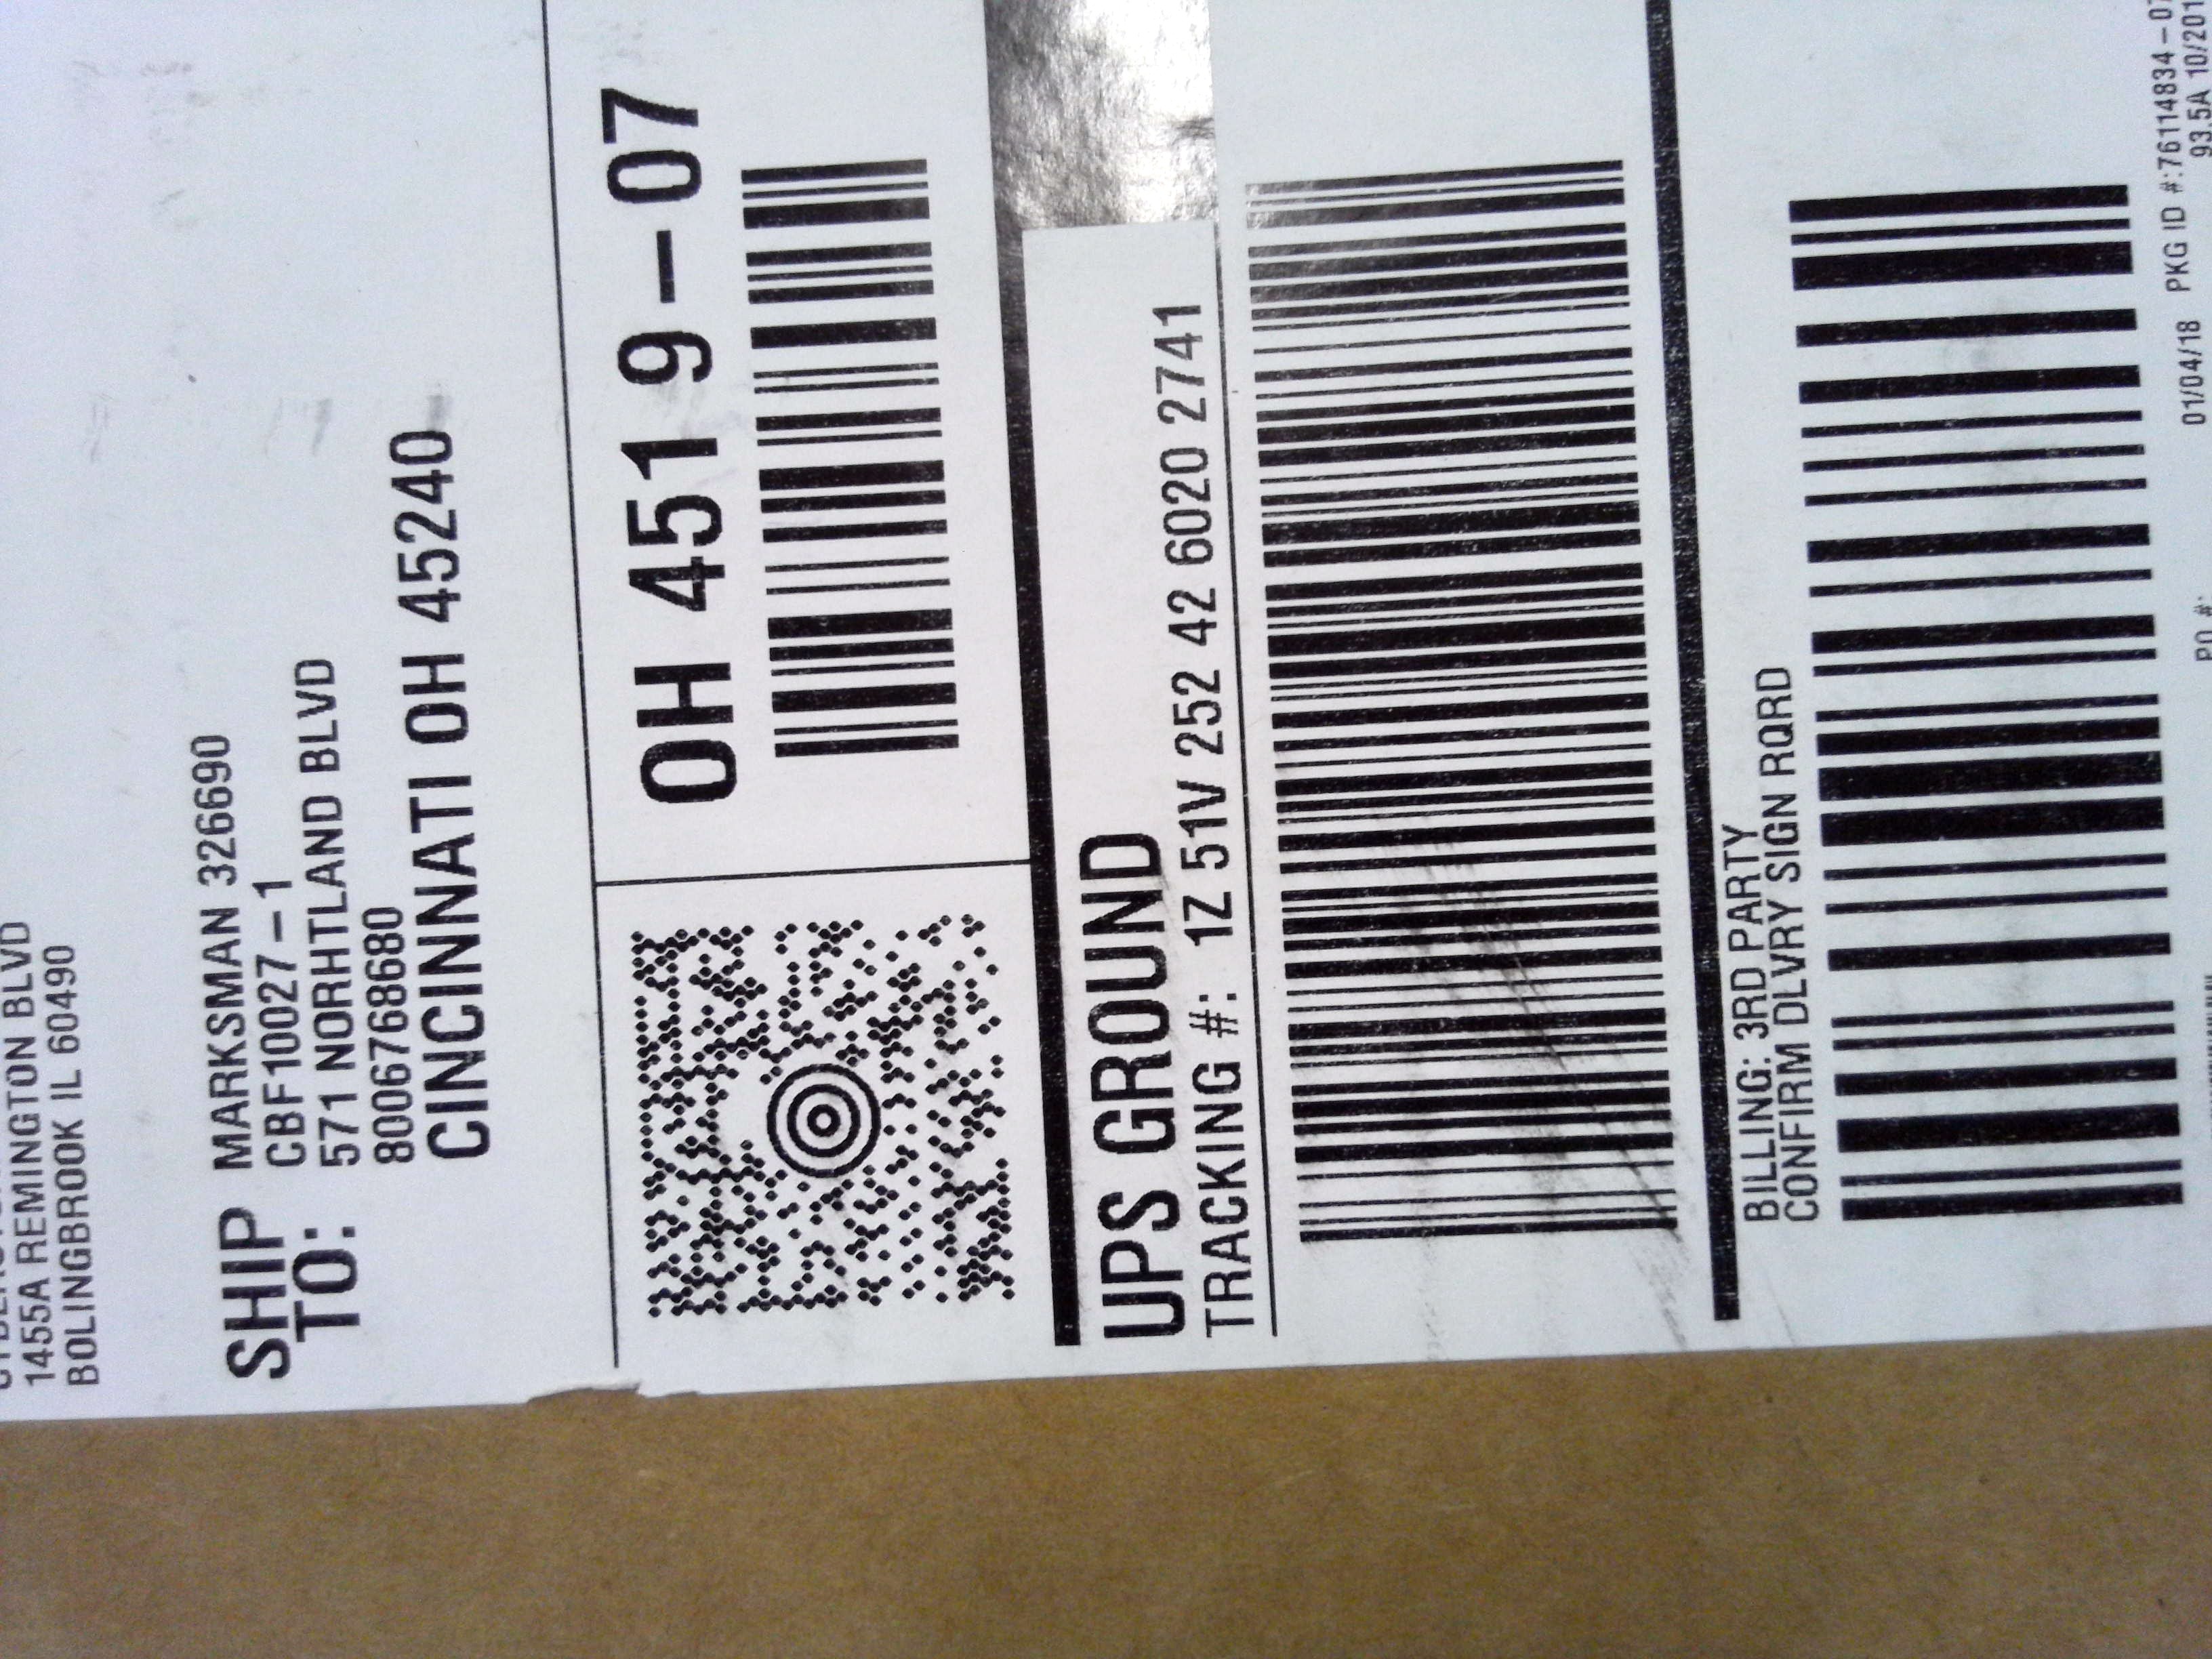 1455A REMINGTON BLVD
BOLINGBROOK IL 60490
SHIP TO:
MARKSMAN 326690
CBF10027-1
571 NORHTLAND BLVD
8006768680
CINCINNATI OH 45240
OH 451 9-07
UPS GROUND
TRACKING #: 1Z 51V 252 42 6020 2741
BILLING: 3RD PARTY
CONFIRM DLVRY SIGN RQRD
PO #:
01/04/18 PKG ID #:76114834-07
93.5A 10/201